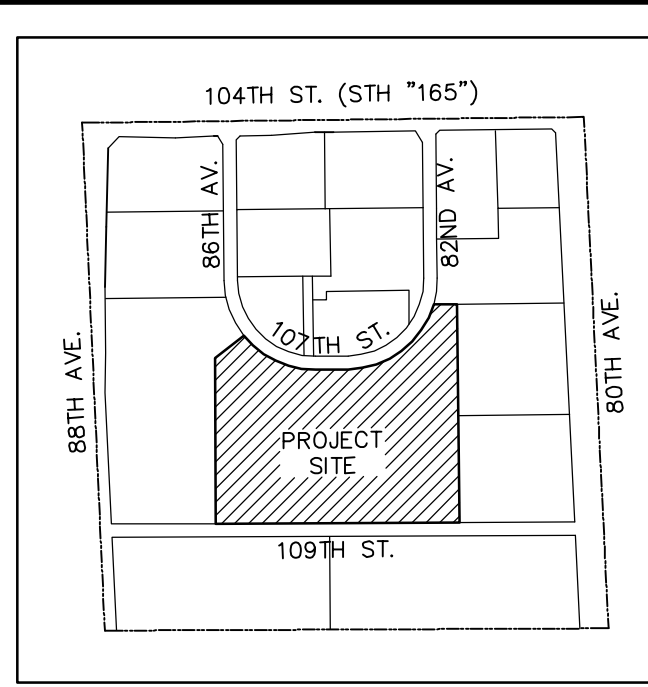 104TH ST. (STH "165")
86TH AV.
82ND AV.
107TH ST.
88TH AVE.
80TH AVE.
PROJECT
SITE
109TH ST.